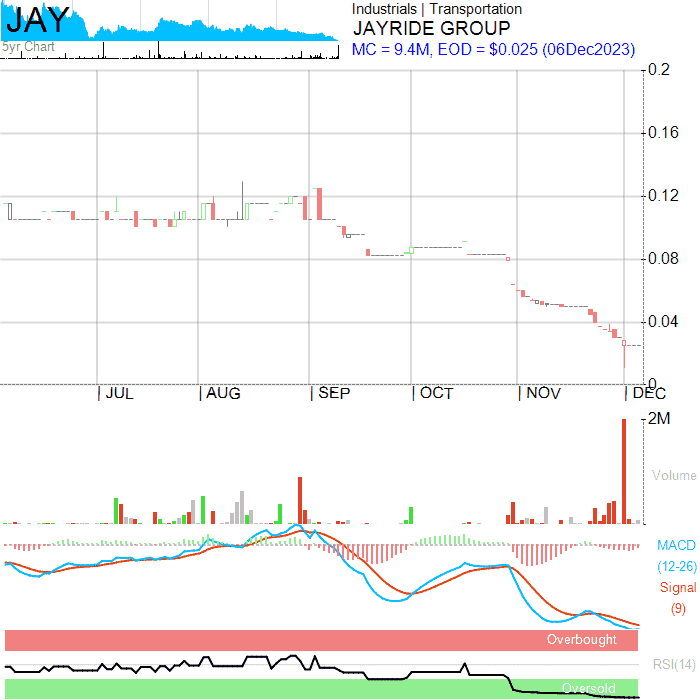 JAY
5yr Chart
Industrials | Transportation
JAYRIDE GROUP
MC = 9.4M, EOD = $0.025 (06Dec2023)
0.2
0.16
0.12
0.08
0.04
0
JUL
AUG
SEP
OCT
NOV
DEC
2M
Volume
MACD
(12-26)
Signal
(9)
Overbought
RSI(14)
Oversold